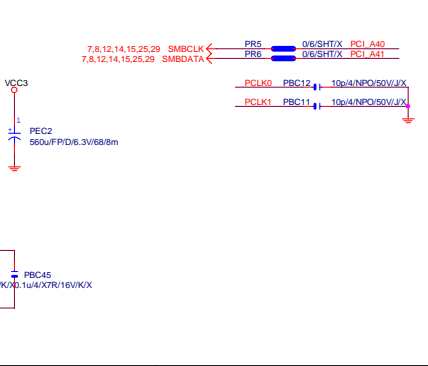 7,8,12,14,15,25,29 SMBCLK PR5 0/6/SHT/X PCI_A40
7,8,12,14,15,25,29 SMBDATA PR6 0/6/SHT/X PCI_A41
PCLK0 PBC12 10p/4/NPO/50V/J/X
PCLK1 PBC11 10p/4/NPO/50V/J/X
VCC3
1
+ PEC2
560u/FP/D/6.3V/68/8m
PBC45
/K/X0.1u/4/X7R/16V/K/X